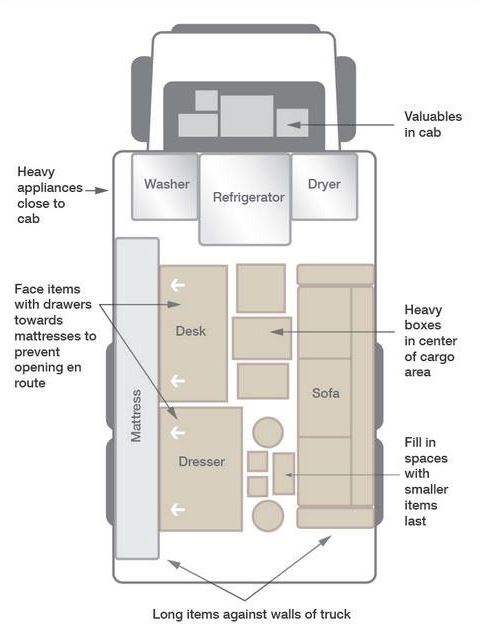 Valuables
in cab
Heavy
appliances
close to
cab
Washer
Refrigerator
Dryer
Face items
with drawers
towards
mattresses to
prevent
opening en
route
Desk
Heavy
boxes
in center
of cargo
area
Mattress
Sofa
Dresser
Fill in
spaces
with
smaller
items
last
Long items against walls of truck